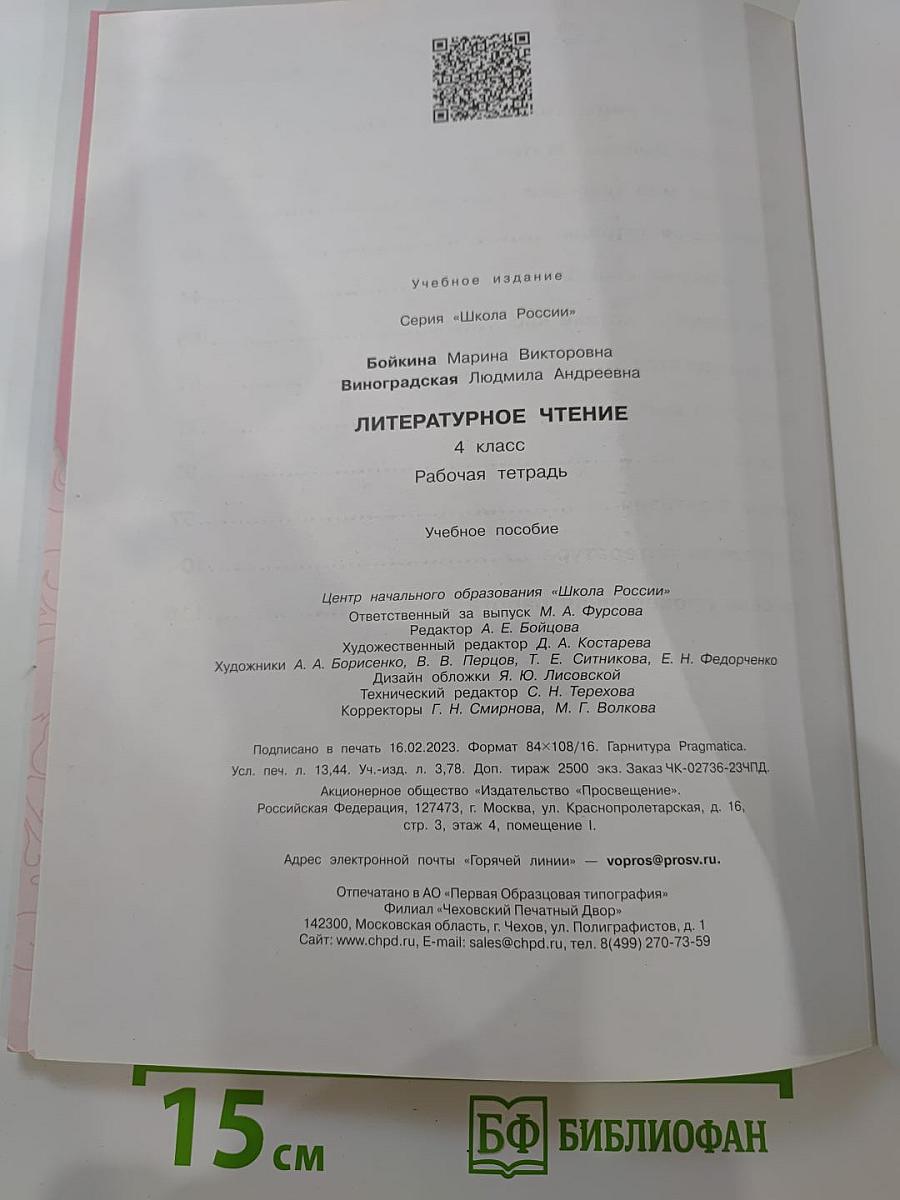 Учебное издание
Серия «Школа России»
Бойкина Марина Викторовна
Виноградская Людмила Андреевна
ЛИТЕРАТУРНОЕ ЧТЕНИЕ
4 класс
Рабочая тетрадь
Учебное пособие
Центр начального образования «Школа России»
Ответственный за выпуск М. А. Фурсова
Редактор А. Е. Бойцова
Художественный редактор Д. А. Костарева
Художники А. А. Борисенко, В. В. Перцов, Т. Е. Ситникова, Е. Н. Федорченко
Дизайн обложки Я. Ю. Лисовской
Технический редактор С. Н. Терехова
Корректоры Г. Н. Смирнова, М. Г. Волкова
Подписано в печать 16.02.2023. Формат 84×108/16. Гарнитура Pragmatica.
Усл. печ. л. 13,44. Уч.-изд. л. 3,78. Доп. тираж 2500 экз. Заказ ЧК-02736-23ЧПД.
Акционерное общество «Издательство «Просвещение».
Российская Федерация, 127473, г. Москва, ул. Краснопролетарская, д. 16,
стр. 3, этаж 4, помещение I.
Адрес электронной почты «Горячей линии» — vopros@prosv.ru.
Отпечатано в АО «Первая Образцовая типография»
Филиал «Чеховский Печатный Двор»
142300, Московская область, г. Чехов, ул. Полиграфистов, д. 1
Сайт: www.chpd.ru, E-mail: sales@chpd.ru, тел. 8(499) 270-73-59
15 см
БФ БИБЛИОФАН